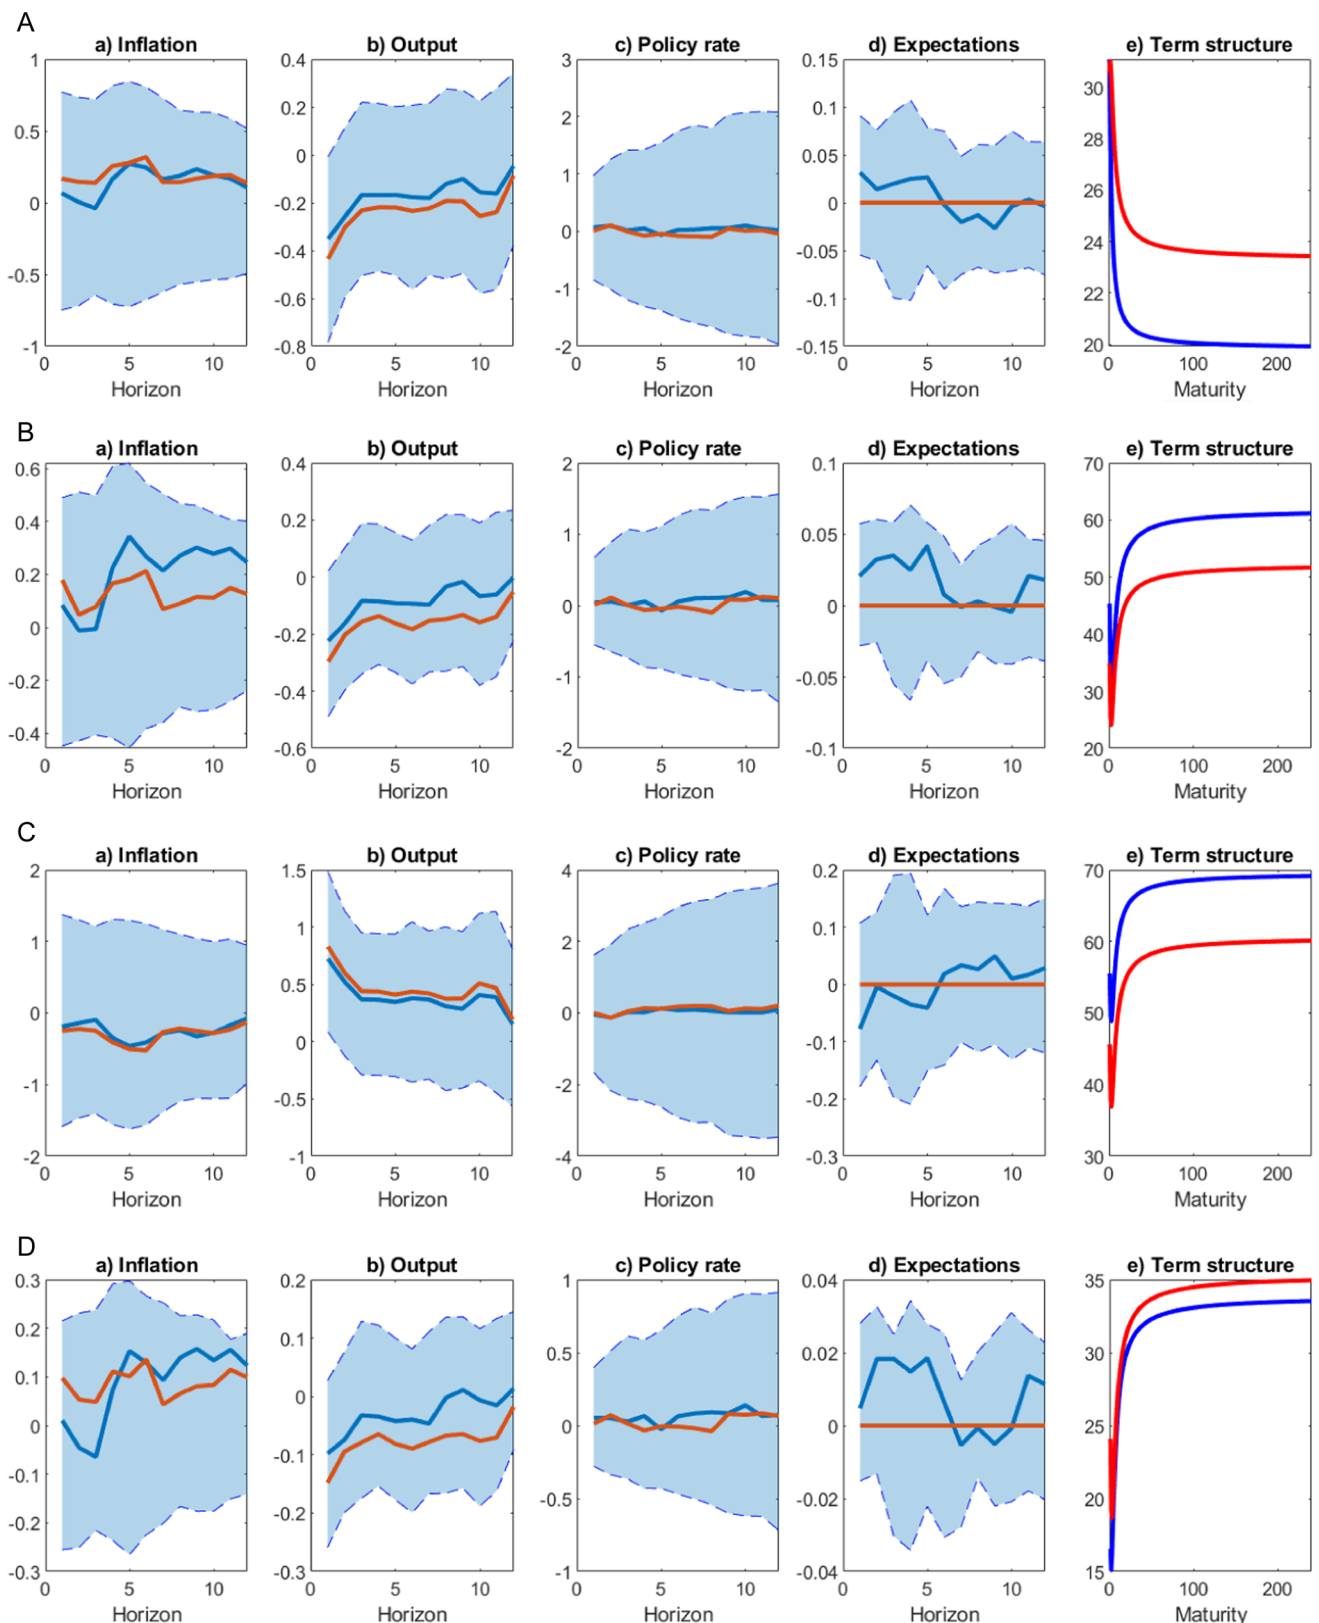 A
a) Inflation b) Output c) Policy rate d) Expectations e) Term structure
1 0.4 3 0.15 30
0.5 0.2 2 0.1 28
0 0 1 0.05 26
-0.5 -0.2 0 0 24
-1 -0.4 -1 -0.05 22
-0.6 -2 -0.1 20
-0.8 -0.15
0 5 10 0 5 10 0 5 10 0 5 10 0 100 200
Horizon Horizon Horizon Horizon Maturity
B
a) Inflation b) Output c) Policy rate d) Expectations e) Term structure
0.6 0.4 2 0.1 70
0.4 0.2 1 0.05 60
0.2 0 0 0 50
0 -0.2 -1 -0.05 40
-0.2 -0.4 -2 -0.1 30
-0.4 -0.6 20
0 5 10 0 5 10 0 5 10 0 5 10 0 100 200
Horizon Horizon Horizon Horizon Maturity
C
a) Inflation b) Output c) Policy rate d) Expectations e) Term structure
2 1.5 4 0.2 70
1 1 2 0.1 60
0 0.5 0 0 50
-1 0 -2 -0.1 40
-2 -0.5 -4 -0.2 30
-1 -0.3
0 5 10 0 5 10 0 5 10 0 5 10 0 100 200
Horizon Horizon Horizon Horizon Maturity
D
a) Inflation b) Output c) Policy rate d) Expectations e) Term structure
0.3 0.2 1 0.04 35
0.2 0.1 0.5 0.02 30
0.1 0 0 0 25
0 -0.1 -0.5 -0.02 20
-0.1 -0.2 -1 -0.04 15
-0.2 -0.3
-0.3
0 5 10 0 5 10 0 5 10 0 5 10 0 100 200
Horizon Horizon Horizon Horizon Maturity